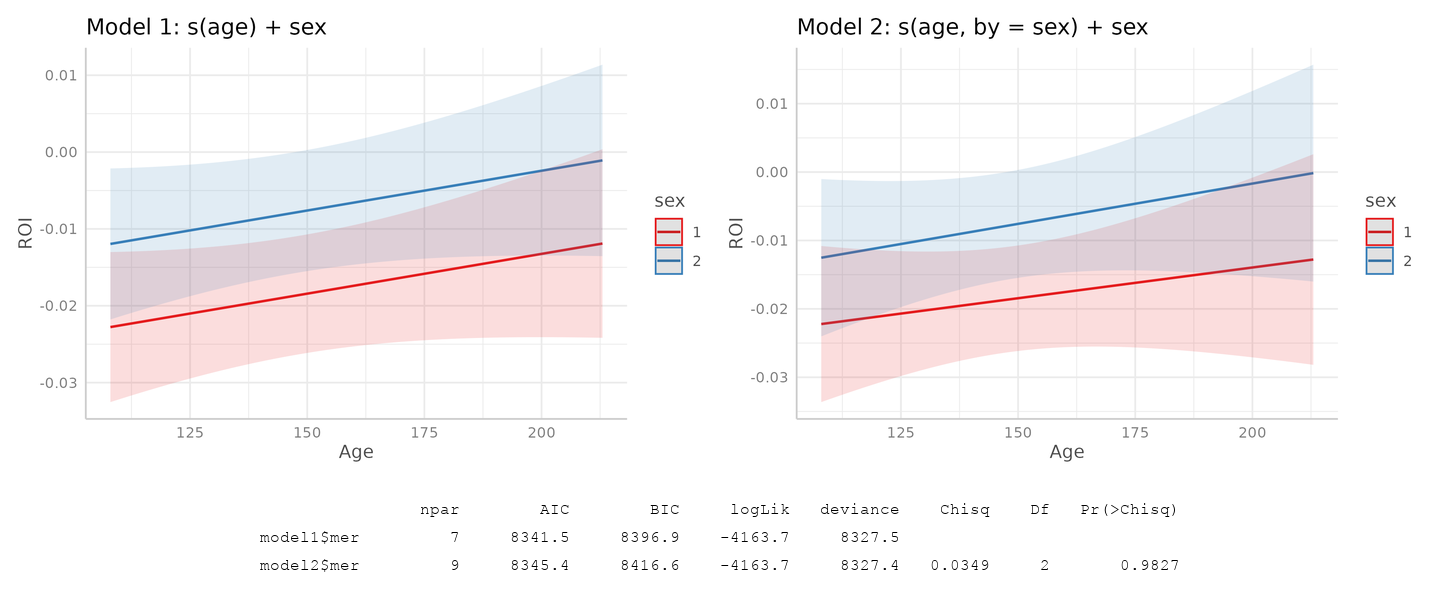 Model 1: s(age) + sex
0.01
0.00
-0.01
-0.02
-0.03
ROI
125 150 175 200
Age
sex
1
2
Model 2: s(age, by = sex) + sex
0.01
0.00
-0.01
-0.02
-0.03
ROI
125 150 175 200
Age
sex
1
2
npar AIC BIC logLik deviance Chisq Df Pr(>Chisq)
model1$mer 7 8341.5 8396.9 -4163.7 8327.5
model2$mer 9 8345.4 8416.6 -4163.7 8327.4 0.0349 2 0.9827